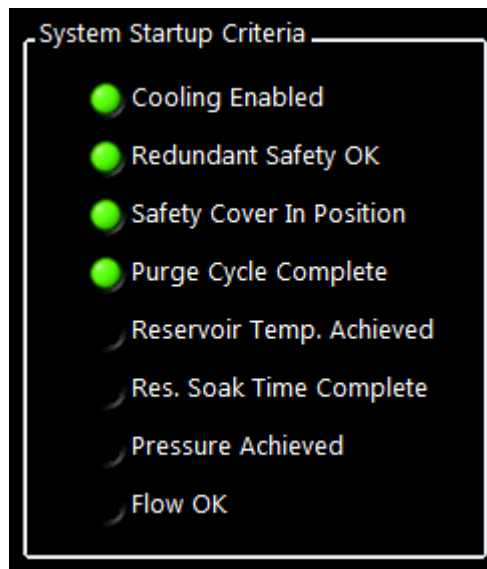 System Startup Criteria
Cooling Enabled
Redundant Safety OK
Safety Cover In Position
Purge Cycle Complete
Reservoir Temp. Achieved
Res. Soak Time Complete
Pressure Achieved
Flow OK